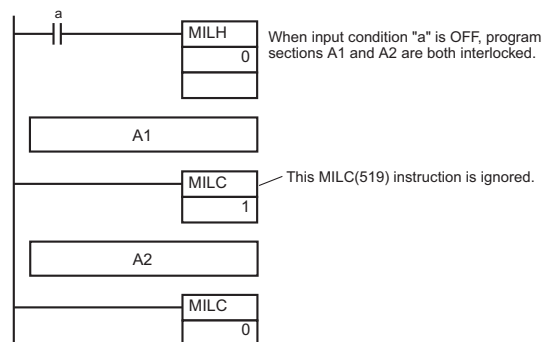 a
MILH
0
When input condition "a" is OFF, program
sections A1 and A2 are both interlocked.
A1
MILC
1
This MILC(519) instruction is ignored.
A2
MILC
0